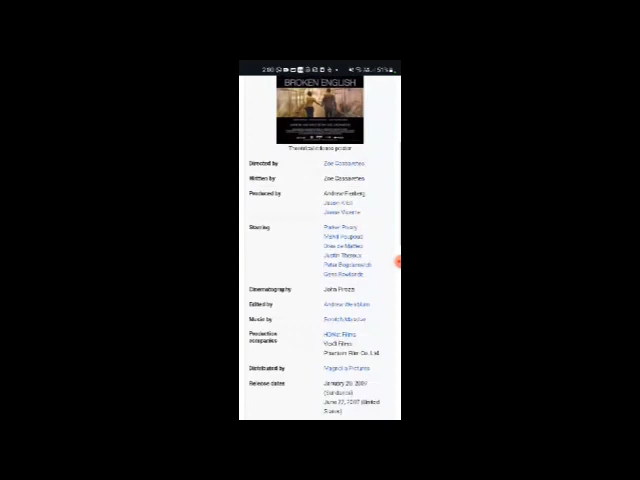 BROKEN ENGLISH
Theatrical release poster
Directed by Zoe Cassavetes
Written by Zoe Cassavetes
Produced by Andrew Fierberg
Jason Kliot
Joana Vicente
Starring Parker Posey
Melvil Poupaud
Drea de Matteo
Justin Theroux
Peter Bogdanovich
Gena Rowlands
Cinematography John Pirozzi
Edited by Andrew Weisblum
Music by Scratch Massive
Production HDNet Films
companies Vox3 Films
Phantom Film Co. Ltd.
Distributed by Magnolia Pictures
Release dates January 20, 2007
(Sundance)
June 22, 2007 (United
States)